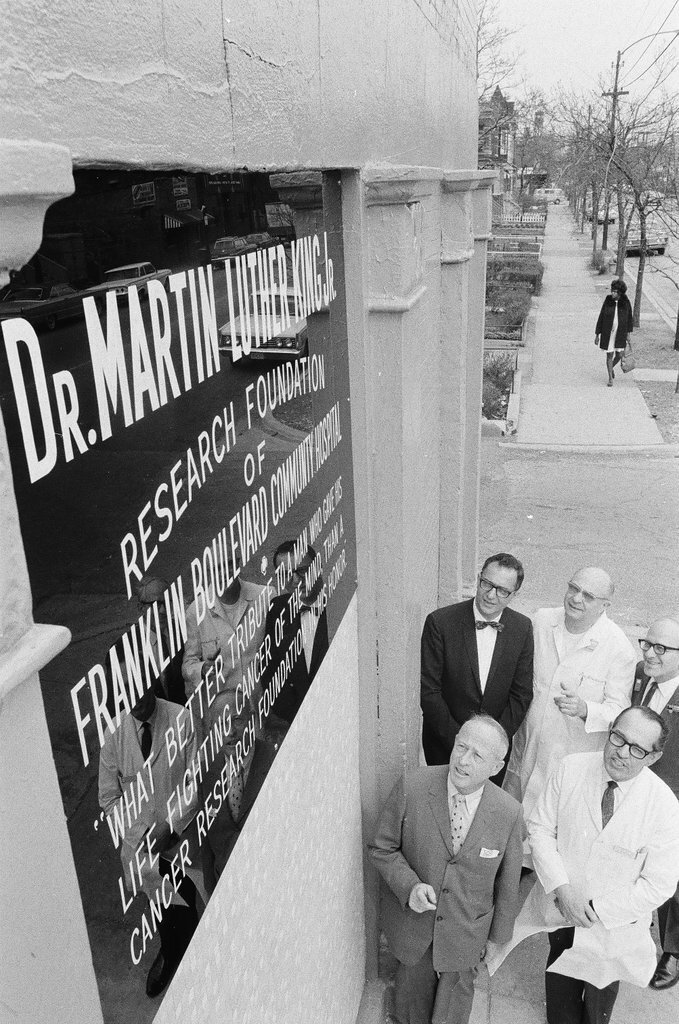 DR. MARTIN LUTHER KING, JR.
RESEARCH FOUNDATION
OF
FRANKLIN BOULEVARD COMMUNITY HOSPITAL
"WHAT BETTER TRIBUTE TO A MAN WHO GAVE HIS
LIFE FIGHTING CANCER OF THE MIND THAN A
CANCER RESEARCH FOUNDATION IN HIS HONOR."